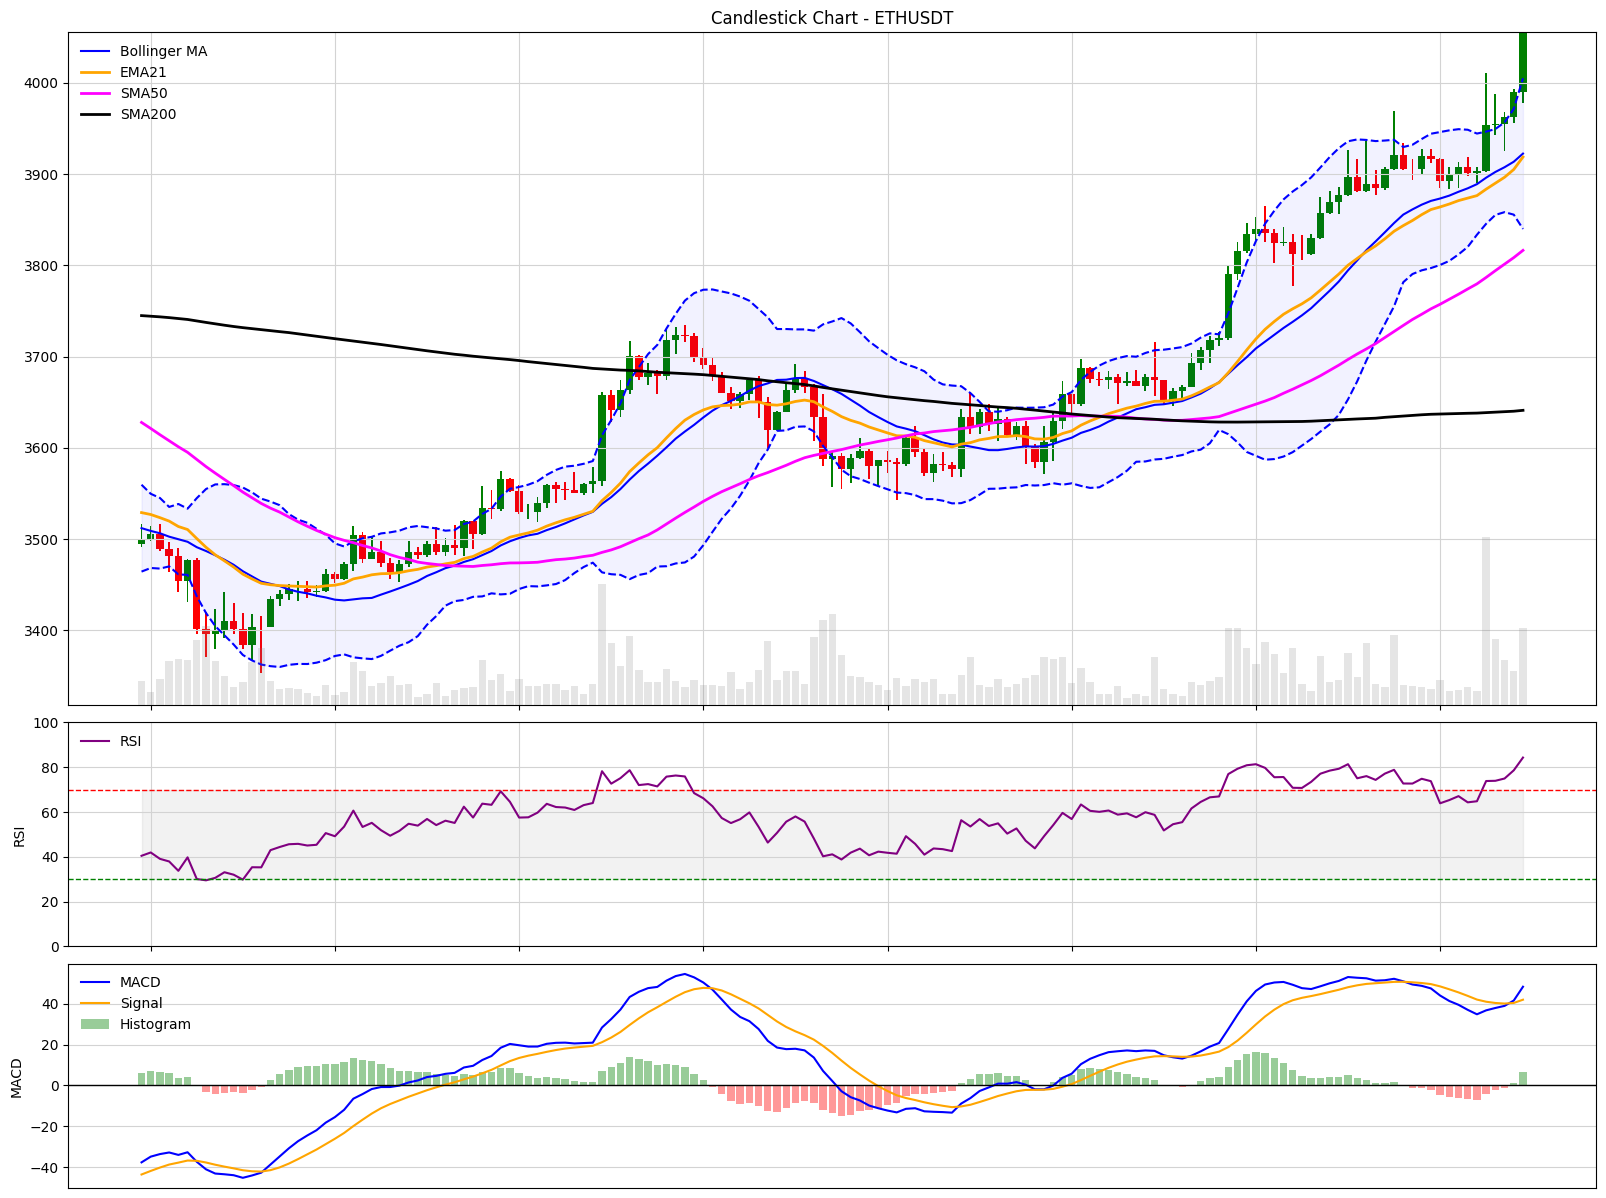 Candlestick Chart - ETHUSDT
Bollinger MA
EMA21
SMA50
SMA200
4000
3900
3800
3700
3600
3500
3400
RSI
100
80
60
40
20
0
RSI
MACD
Signal
Histogram
40
20
0
−20
−40
MACD